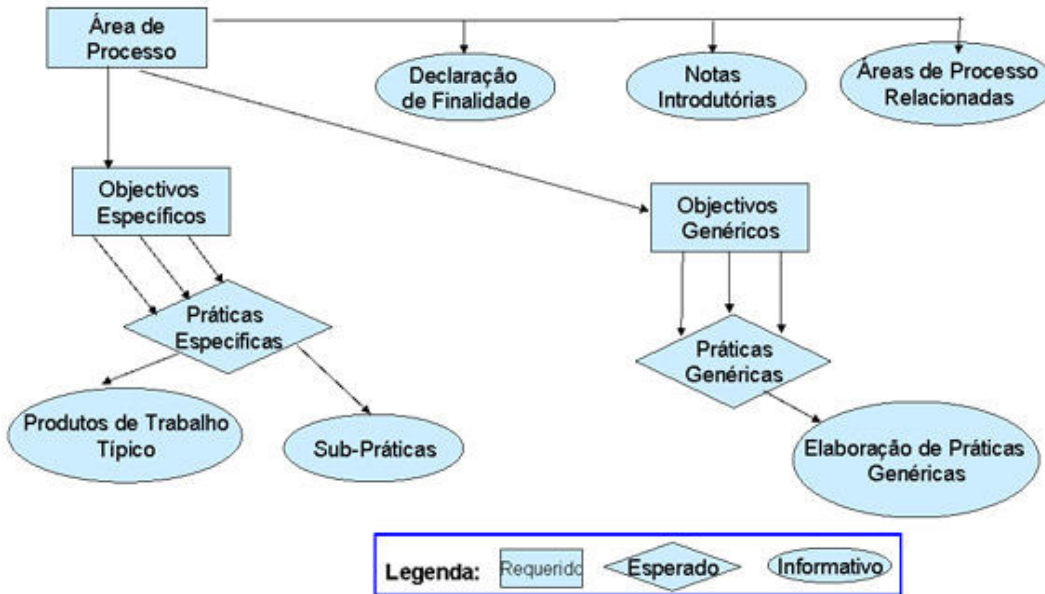 Área de
Processo
Declaração
de Finalidade
Notas
Introdutórias
Áreas de Processo
Relacionadas
Objectivos
Específicos
Objectivos
Genéricos
Práticas
Específicas
Práticas
Genéricas
Produtos de Trabalho
Típico
Sub-Práticas
Elaboração de Práticas
Genéricas
Legenda:
Requerido
Esperado
Informativo